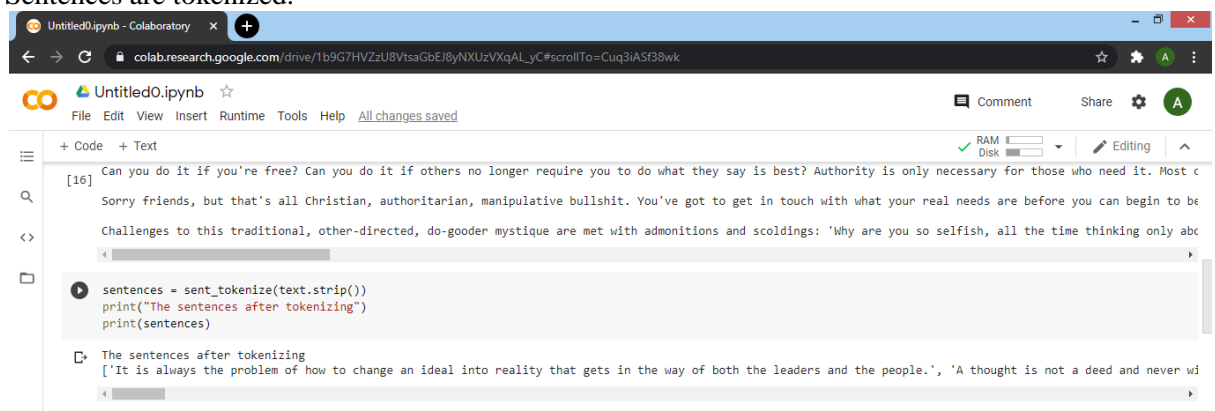 Sentences are tokenized.
Untitled0.ipynb - Colaboratory
colab.research.google.com/drive/1b9G7HVZzU8VtsaGbEJ8yNXUzVXqAL_yC#scrollTo=Cuq3iASf38wk
A
CO Untitled0.ipynb
Comment Share A
File Edit View Insert Runtime Tools Help All changes saved
+ Code + Text RAM Disk Editing
[16] Can you do it if you're free? Can you do it if others no longer require you to do what they say is best? Authority is only necessary for those who need it. Most
Sorry friends, but that's all Christian, authoritarian, manipulative bullshit. You've got to get in touch with what your real needs are before you can begin to be
Challenges to this traditional, other-directed, do-gooder mystique are met with admonitions and scoldings: 'Why are you so selfish, all the time thinking only abo
sentences = sent_tokenize(text.strip())
print("The sentences after tokenizing")
print(sentences)
The sentences after tokenizing
['It is always the problem of how to change an ideal into reality that gets in the way of both the leaders and the people.', 'A thought is not a deed and never wi